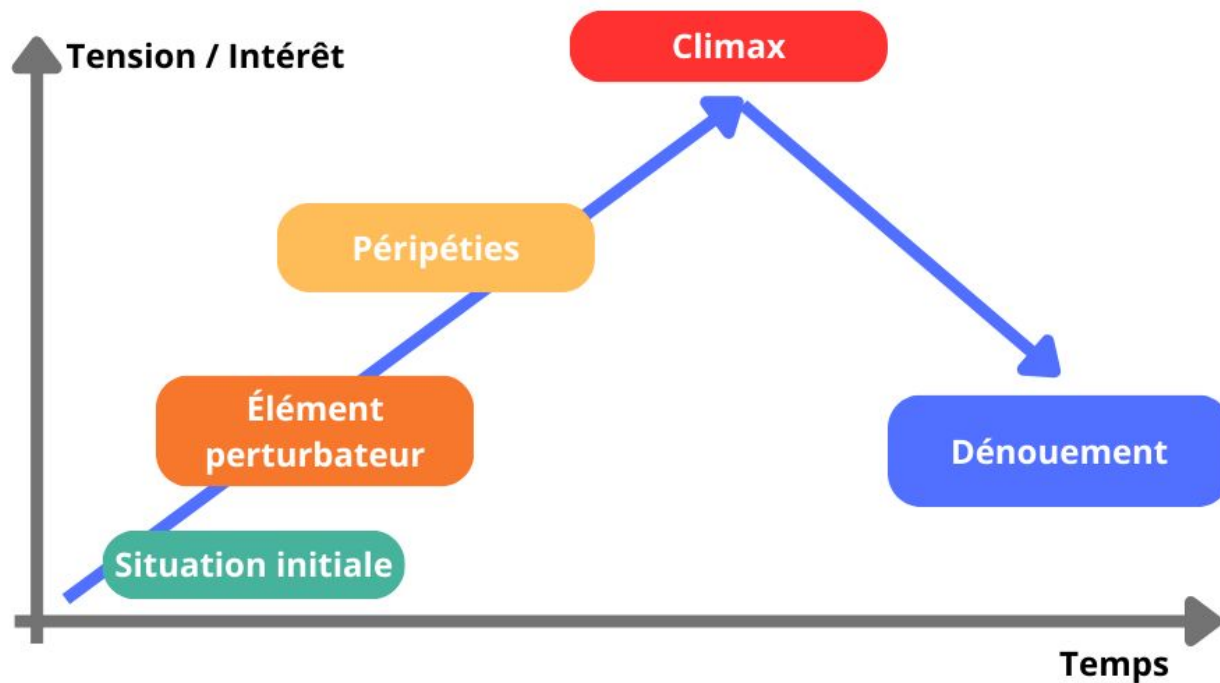 Tension / Intérêt
Climax
Péripéties
Élément
perturbateur
Dénouement
Situation initiale
Temps